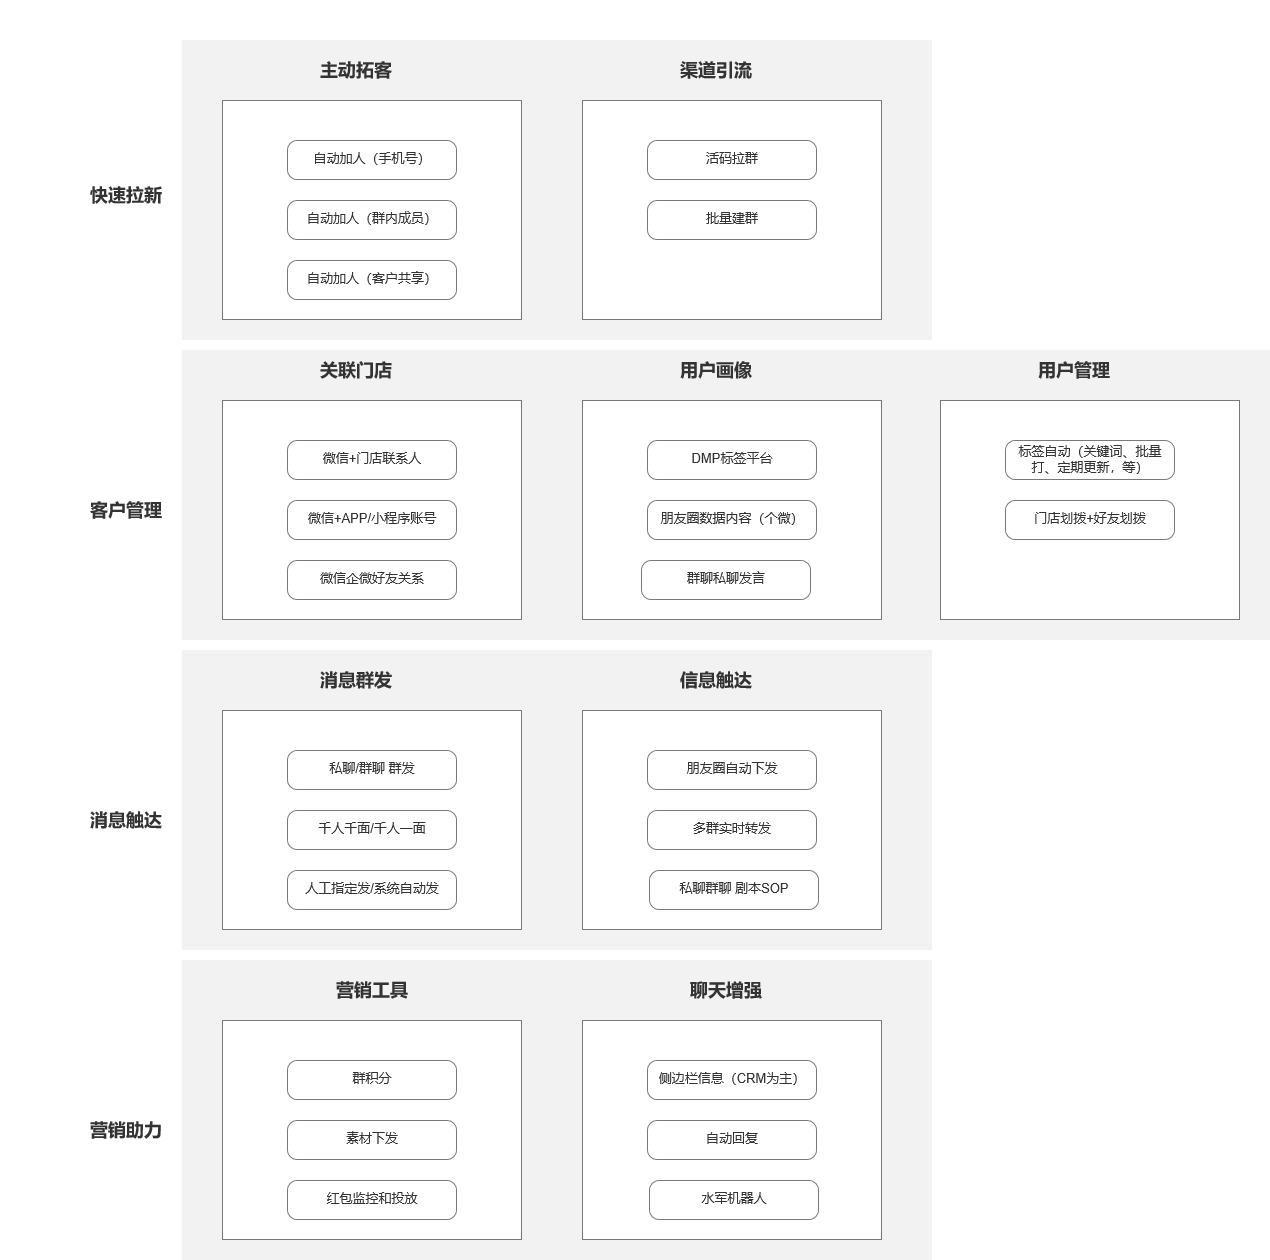 主动拓客
渠道引流
快速拉新
自动加人（手机号）
自动加人（群内成员）
自动加人（客户共享）
活码拉群
批量建群
关联门店
用户画像
用户管理
客户管理
微信+门店联系人
微信+APP/小程序账号
微信企微好友关系
DMP标签平台
朋友圈数据内容（个微）
群聊私聊发言
标签自动（关键词、批量
打、定期更新，等）
门店划拨+好友划拨
消息群发
信息触达
消息触达
私聊/群聊 群发
千人千面/千人一面
人工指定发/系统自动发
朋友圈自动下发
多群实时转发
私聊群聊 剧本SOP
营销工具
聊天增强
营销助力
群积分
素材下发
红包监控和投放
侧边栏信息（CRM为主）
自动回复
水军机器人